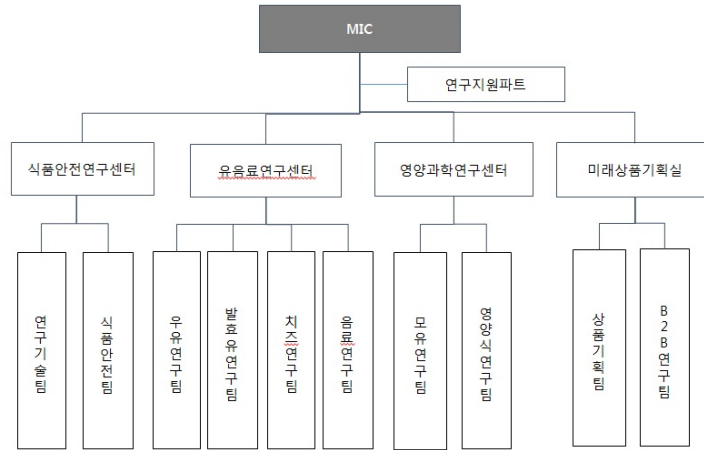 MIC
연구지원파트
식품안전연구센터
유음료연구센터
영양과학연구센터
미래상품기획실
연구기술팀
식품안전팀
우유연구팀
발효유연구팀
치즈연구팀
음료연구팀
모유연구팀
영양식연구팀
상품기획팀
B2B연구팀